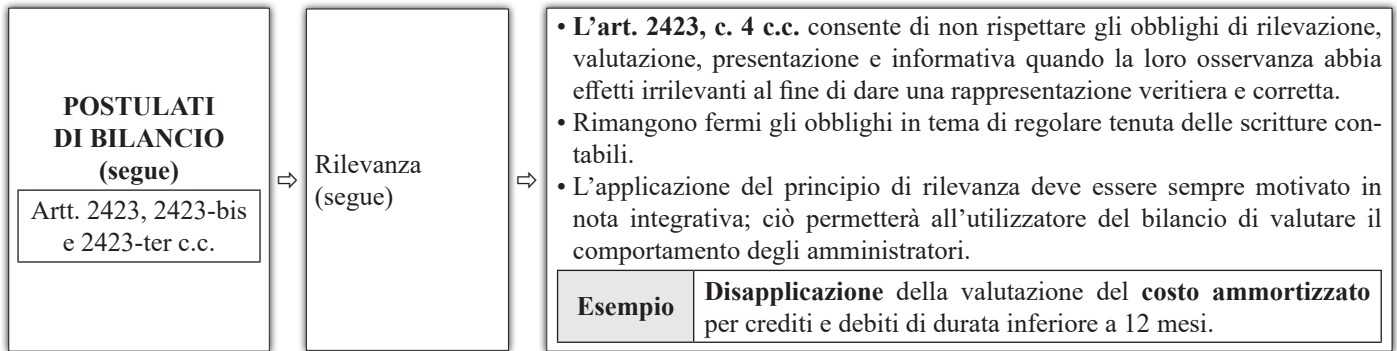 POSTULATI
DI BILANCIO
(segue)
Artt. 2423, 2423-bis
e 2423-ter c.c.
⇨
Rilevanza
(segue)
⇨
• L’art. 2423, c. 4 c.c. consente di non rispettare gli obblighi di rilevazione,
valutazione, presentazione e informativa quando la loro osservanza abbia
effetti irrilevanti al fine di dare una rappresentazione veritiera e corretta.
• Rimangono fermi gli obblighi in tema di regolare tenuta delle scritture con-
tabili.
• L’applicazione del principio di rilevanza deve essere sempre motivato in
nota integrativa; ciò permetterà all’utilizzatore del bilancio di valutare il
comportamento degli amministratori.
Esempio
Disapplicazione della valutazione del costo ammortizzato
per crediti e debiti di durata inferiore a 12 mesi.